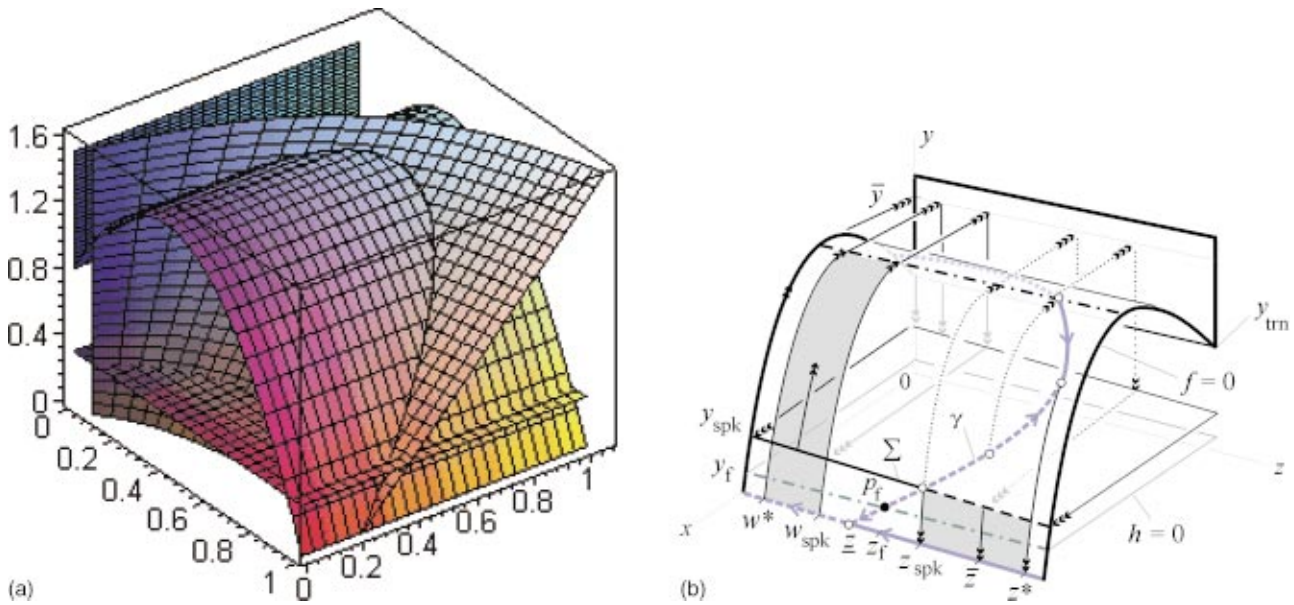 1.6
1.2
0.8
0.4
0
0
0.2
0.4
0.6
0.8
1
0
0.2
0.4
0.6
0.8
1
(a)
y
ȳ
y_trn
f = 0
0
y_spk
Σ
γ
z
y_f
p_f
h = 0
x
w*
w_spk
z̲
z_f
z_spk
z̄
z*
(b)